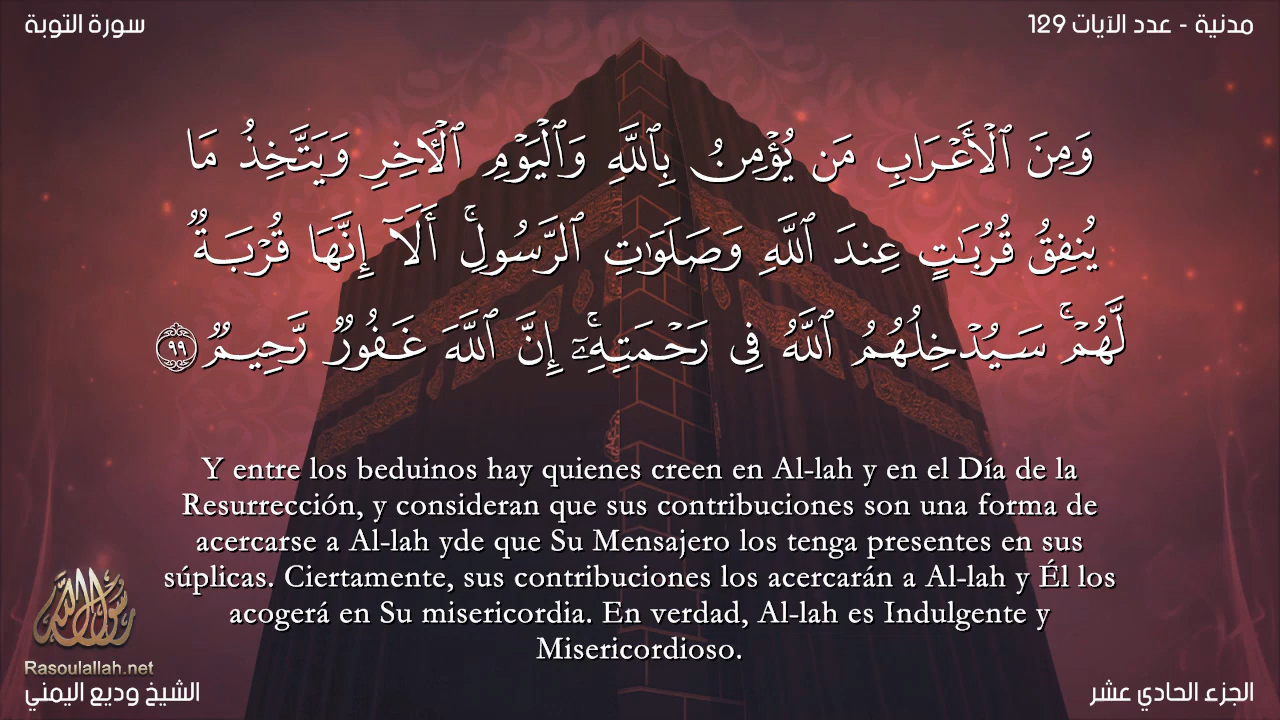 سورة التوبة
مدنية - عدد الآيات 129
وَمِنَ ٱلْأَعْرَابِ مَن يُؤْمِنُ بِٱللَّهِ وَٱلْيَوْمِ ٱلْآخِرِ وَيَتَّخِذُ مَا
يُنفِقُ قُرُبَـٰتٍ عِندَ ٱللَّهِ وَصَلَوَٰتِ ٱلرَّسُولِ ۚ أَلَآ إِنَّهَا قُرْبَةٌ
لَّهُمْ ۚ سَيُدْخِلُهُمُ ٱللَّهُ فِى رَحْمَتِهِۦٓ ۗ إِنَّ ٱللَّهَ غَفُورٌ رَّحِيمٌ ٩٩
Y entre los beduinos hay quienes creen en Al-lah y en el Día de la
Resurrección, y consideran que sus contribuciones son una forma de
acercarse a Al-lah yde que Su Mensajero los tenga presentes en sus
súplicas. Ciertamente, sus contribuciones los acercarán a Al-lah y Él los
acogerá en Su misericordia. En verdad, Al-lah es Indulgente y
Misericordioso.
رسول الله
Rasoulallah.net
الشيخ وديع اليمني
الجزء الحادي عشر